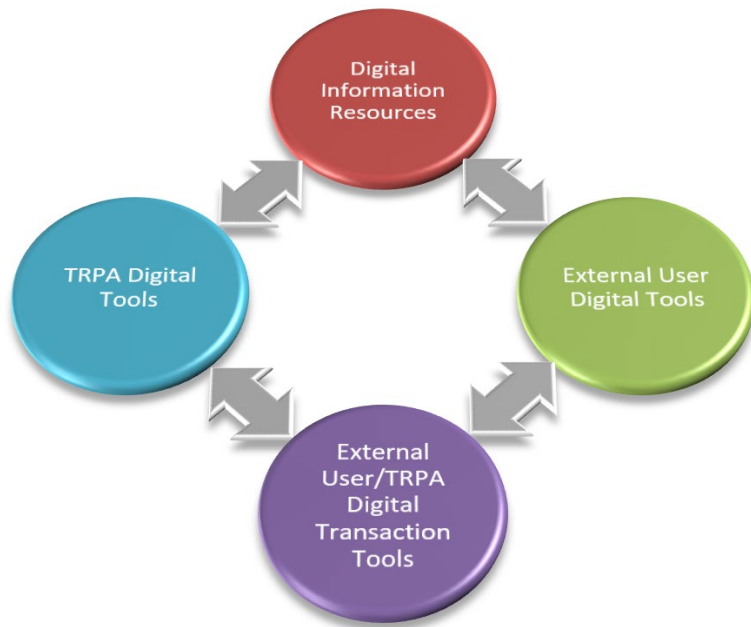 Digital
Information
Resources
TRPA Digital
Tools
External User
Digital Tools
External
User/TRPA
Digital
Transaction
Tools